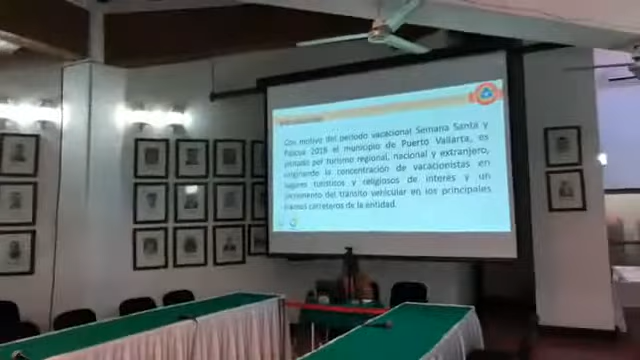 Con motivo del periodo vacacional Semana Santa y
Pascua 2018 el municipio de Puerto Vallarta, es
visitado por turismo regional, nacional y extranjero,
originando la concentración de vacacionistas en
lugares turísticos y religiosos de interés y un
incremento del tránsito vehicular en los principales
tramos carreteros de la entidad.